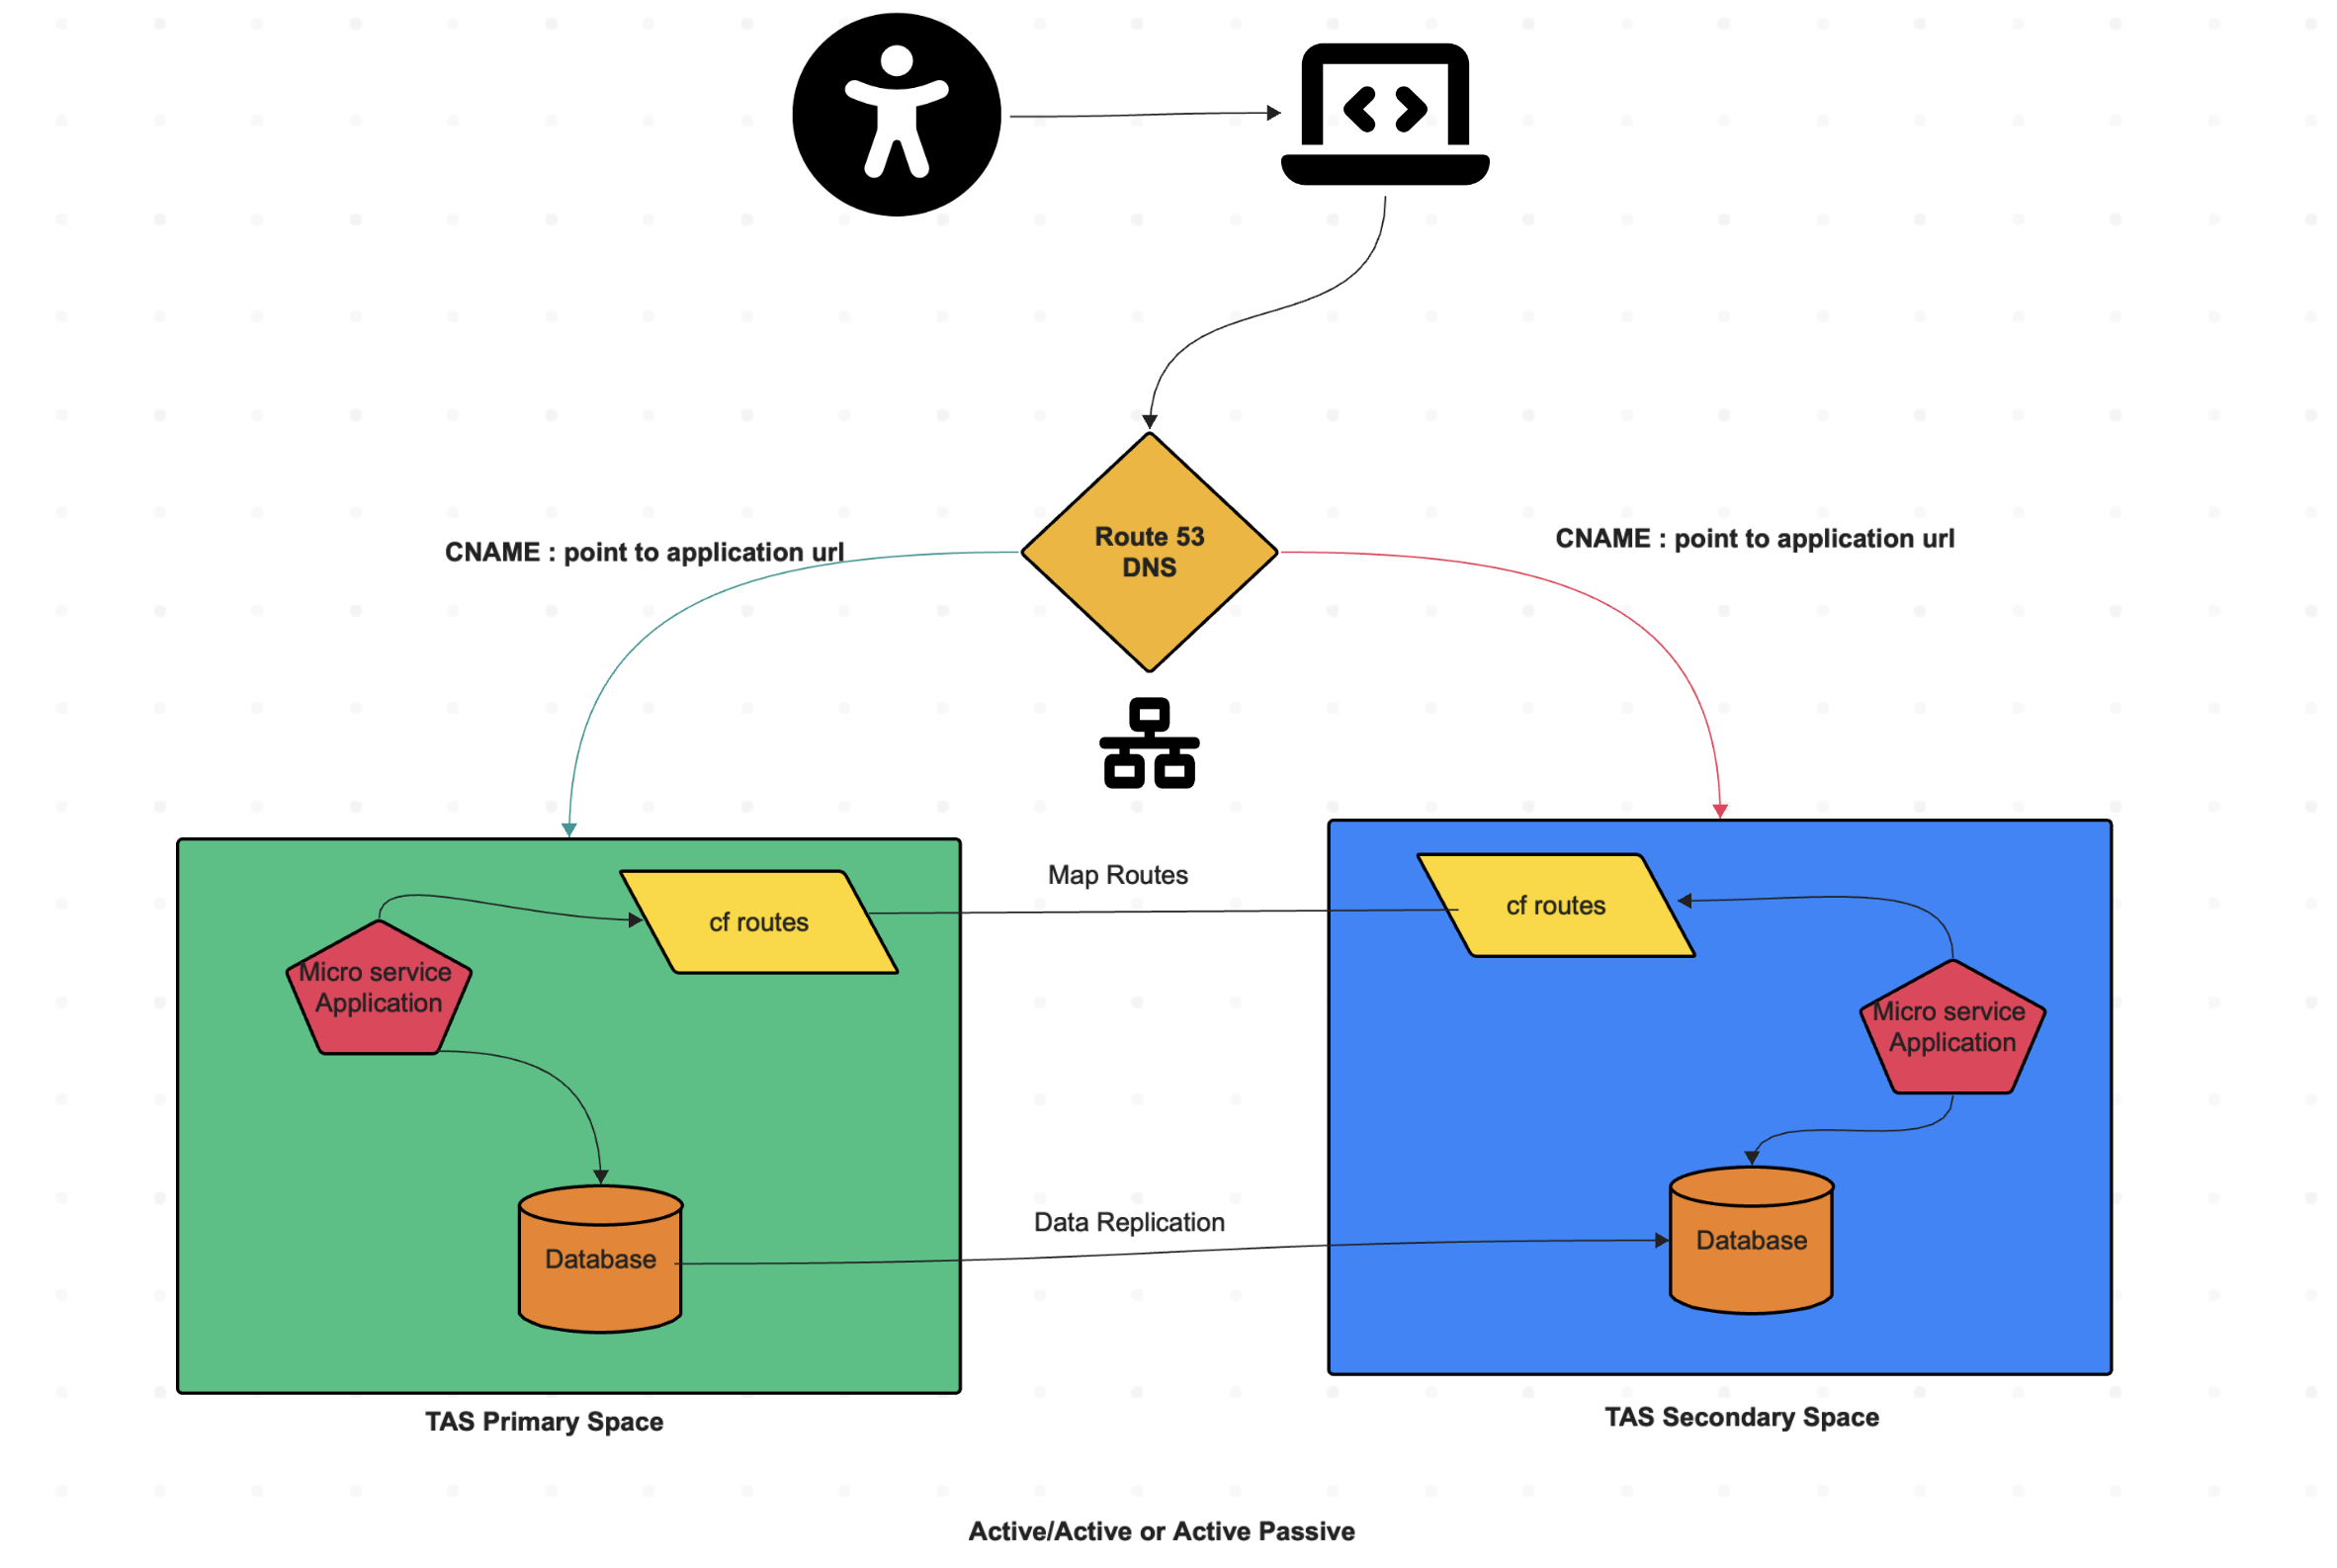 Route 53
DNS
CNAME : point to application url
CNAME : point to application url
Map Routes
cf routes
cf routes
Micro service
Application
Micro service
Application
Data Replication
Database
Database
TAS Primary Space
TAS Secondary Space
Active/Active or Active Passive